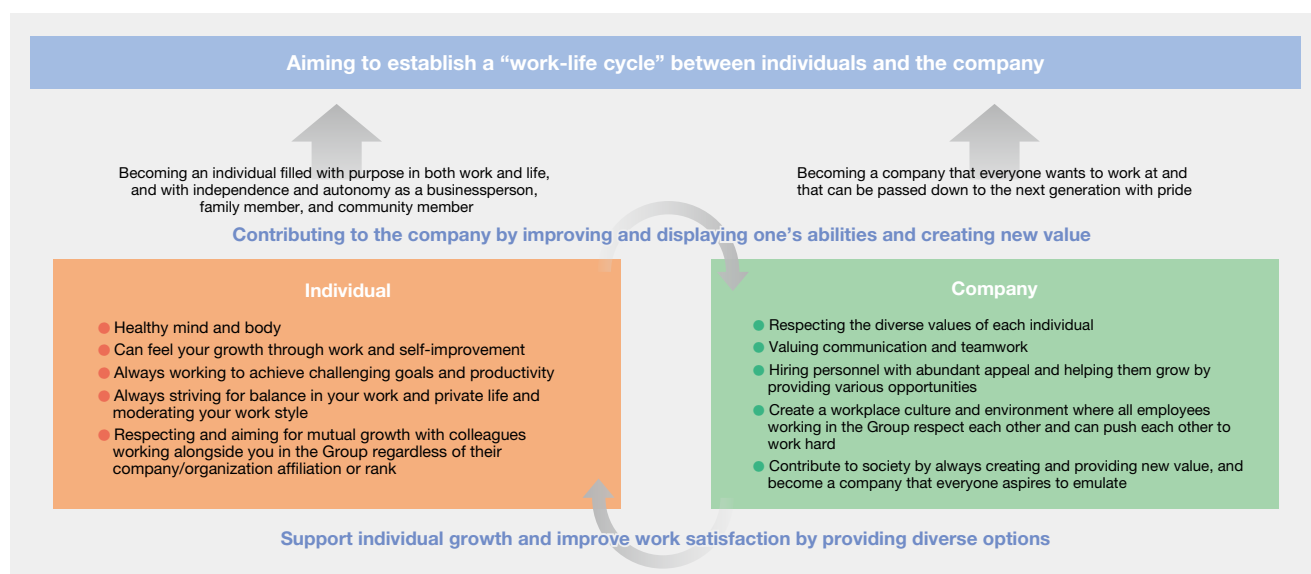 Aiming to establish a “work-life cycle” between individuals and the company
Becoming an individual filled with purpose in both work and life,
and with independence and autonomy as a businessperson,
family member, and community member
Becoming a company that everyone wants to work at and
that can be passed down to the next generation with pride
Contributing to the company by improving and displaying one’s abilities and creating new value
Individual
● Healthy mind and body
● Can feel your growth through work and self-improvement
● Always working to achieve challenging goals and productivity
● Always striving for balance in your work and private life and
moderating your work style
● Respecting and aiming for mutual growth with colleagues
working alongside you in the Group regardless of their
company/organization affiliation or rank
Company
● Respecting the diverse values of each individual
● Valuing communication and teamwork
● Hiring personnel with abundant appeal and helping them grow by
providing various opportunities
● Create a workplace culture and environment where all employees
working in the Group respect each other and can push each other to
work hard
● Contribute to society by always creating and providing new value, and
become a company that everyone aspires to emulate
Support individual growth and improve work satisfaction by providing diverse options